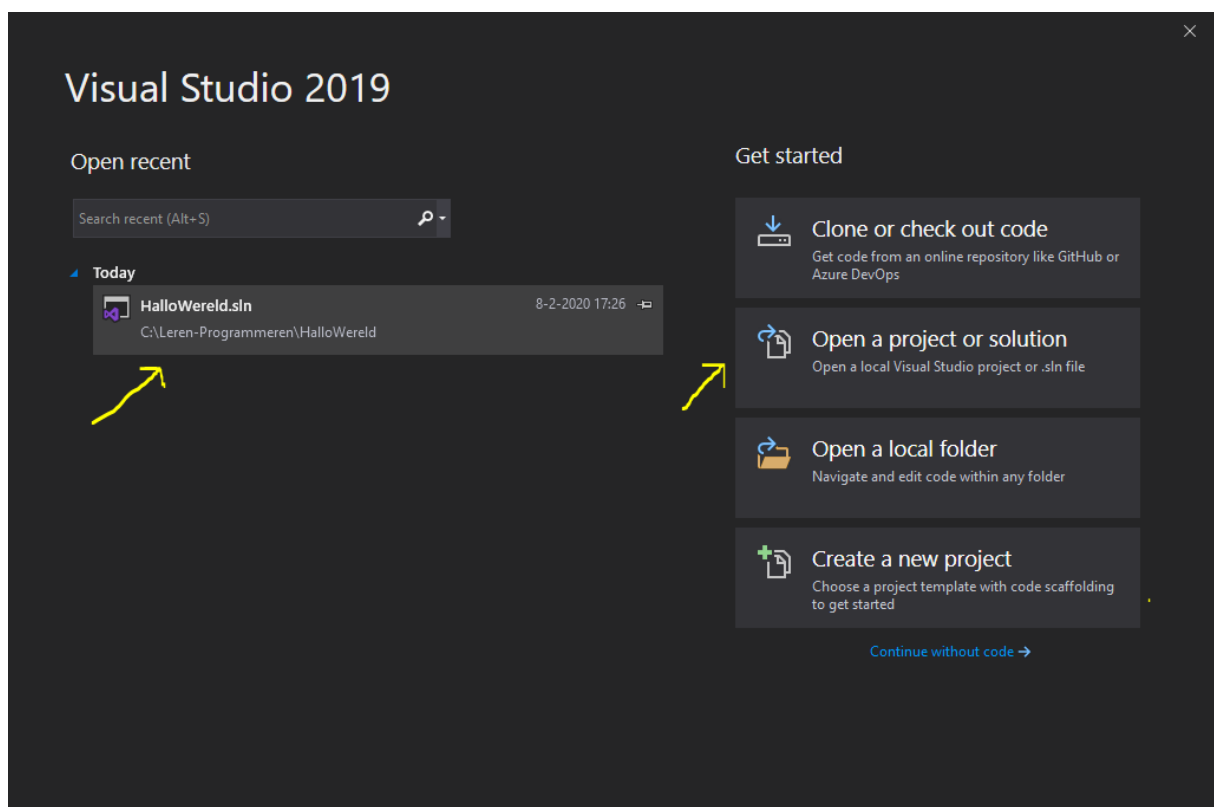 Visual Studio 2019
Open recent
Search recent (Alt+S)
Today
HalloWereld.sln 8-2-2020 17:26
C:\Leren-Programmeren\HalloWereld
Get started
Clone or check out code
Get code from an online repository like GitHub or
Azure DevOps
Open a project or solution
Open a local Visual Studio project or .sln file
Open a local folder
Navigate and edit code within any folder
Create a new project
Choose a project template with code scaffolding
to get started
Continue without code →